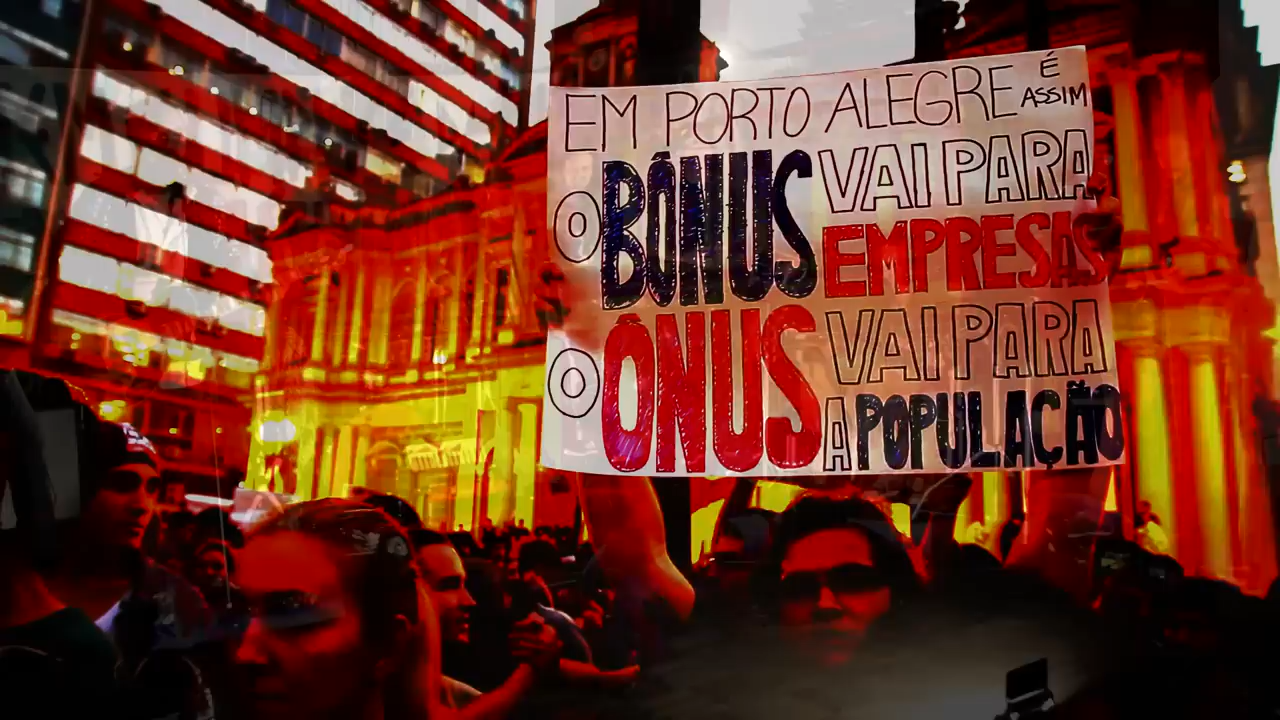 EM PORTO ALEGRE É ASSIM
O BÔNUS VAI PARA EMPRESAS
O ÔNUS VAI PARA A POPULAÇÃO